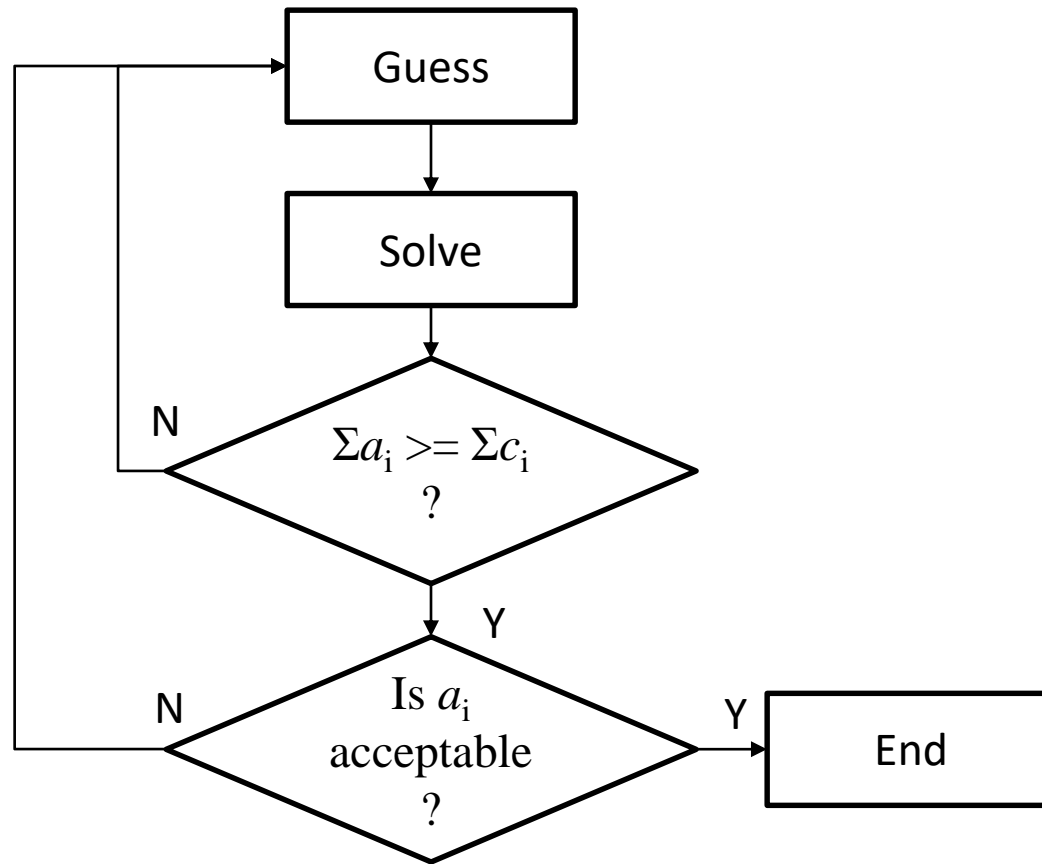 Guess
Solve
N
Σaᵢ >= Σcᵢ
?
Y
N
Is aᵢ
acceptable
?
Y
End